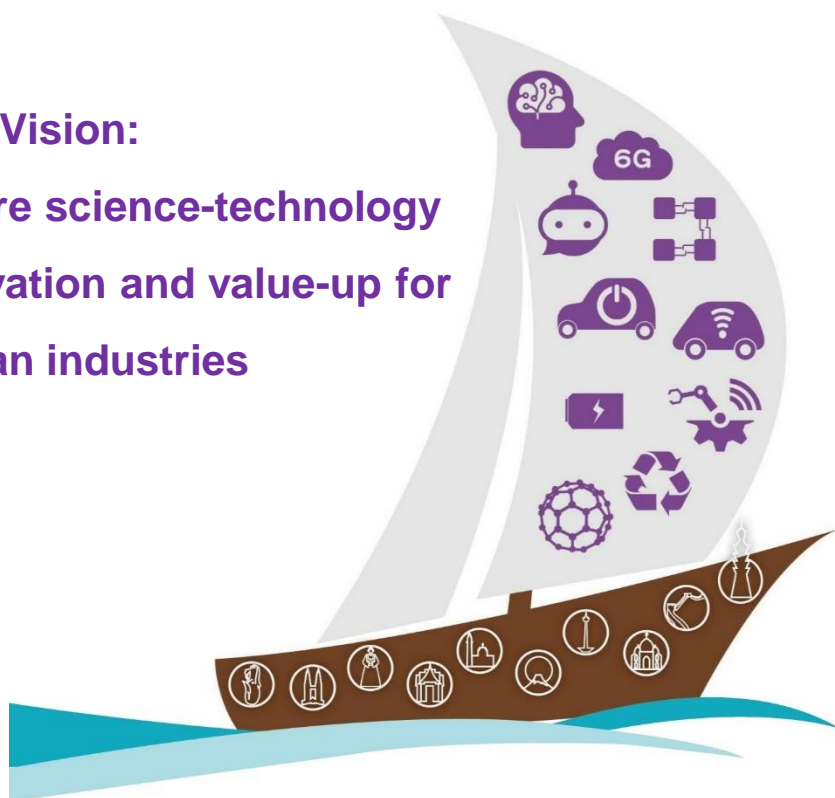 Vision:
re science-technology
vation and value-up for
an industries
6G